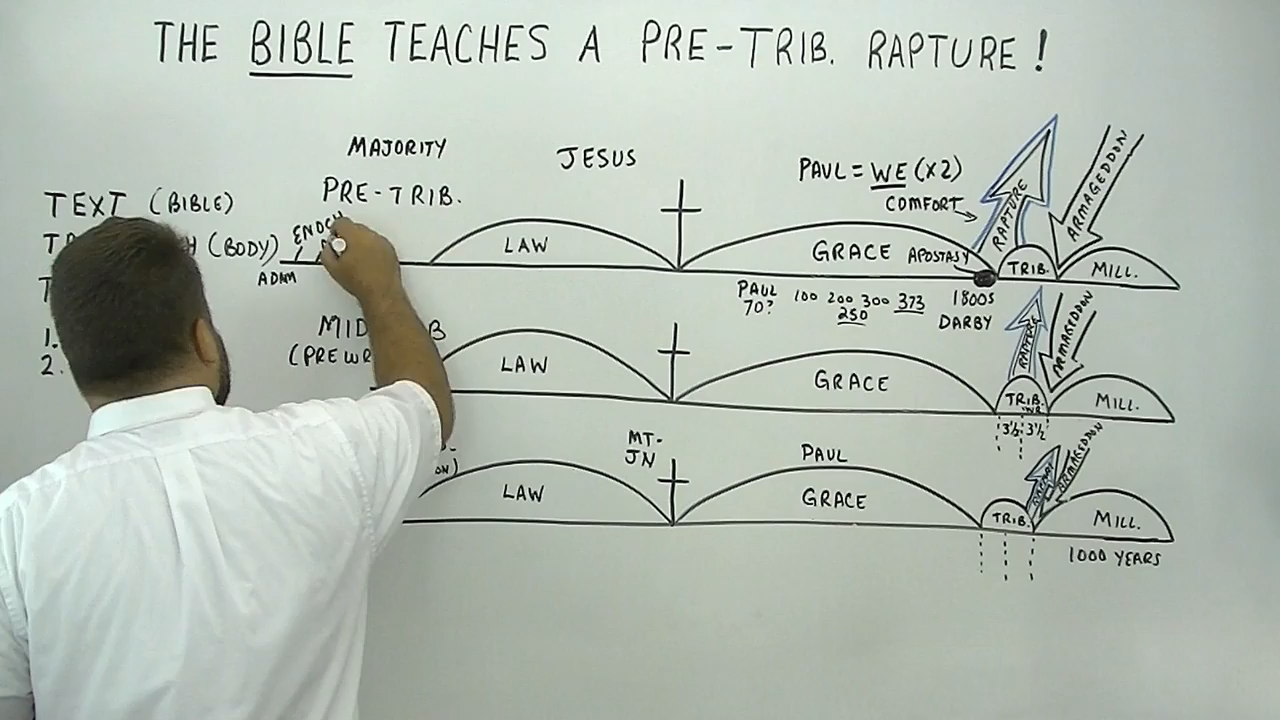 THE BIBLE TEACHES A PRE-TRIB. RAPTURE!
MAJORITY
JESUS
PAUL = WE (X2)
COMFORT
TEXT (BIBLE)
PRE-TRIB.
(BODY)
ENOCH
ADAM
LAW
GRACE
APOSTASY
RAPTURE
ARMAGEDDON
TRIB.
MILL.
PAUL
70?
100 200 300 373
250
1800S
DARBY
1.
2.
LAW
GRACE
RAPTURE
ARMAGEDDON
TRIB.
MILL.
3½ 3½
MT-
JN
PAUL
LAW
GRACE
RAPTURE
ARMAGEDDON
TRIB.
MILL.
1000 YEARS